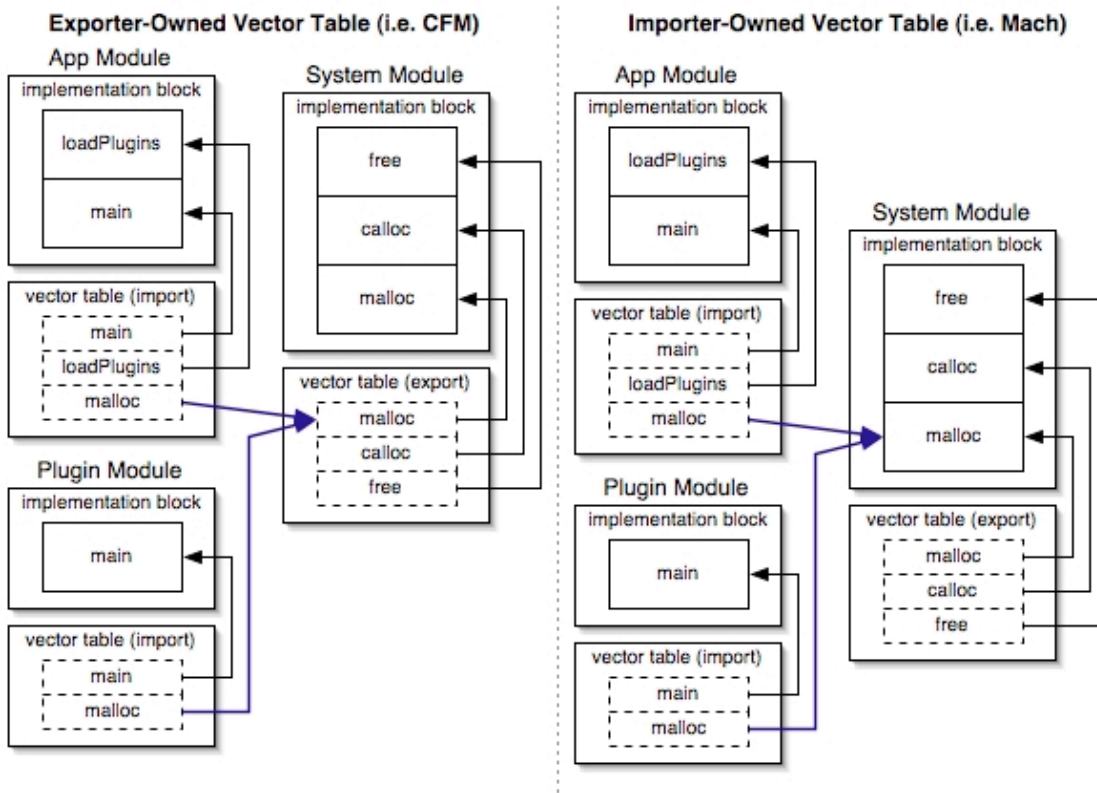 Exporter-Owned Vector Table (i.e. CFM)
App Module
implementation block
loadPlugins
main
vector table (import)
main
loadPlugins
malloc
Plugin Module
implementation block
main
vector table (import)
main
malloc
System Module
implementation block
free
calloc
malloc
vector table (export)
malloc
calloc
free
Importer-Owned Vector Table (i.e. Mach)
App Module
implementation block
loadPlugins
main
vector table (import)
main
loadPlugins
malloc
Plugin Module
implementation block
main
vector table (import)
main
malloc
System Module
implementation block
free
calloc
malloc
vector table (export)
malloc
calloc
free